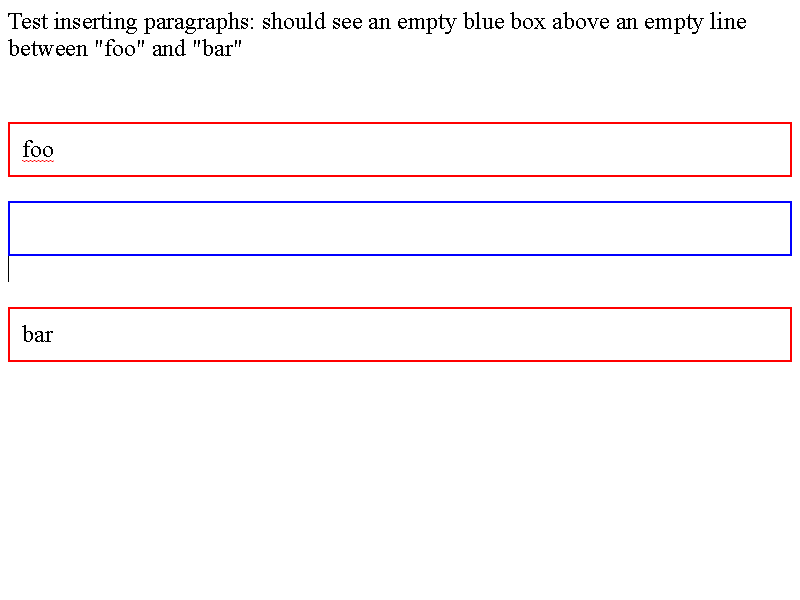 Test inserting paragraphs: should see an empty blue box above an empty line
between "foo" and "bar"
foo
bar